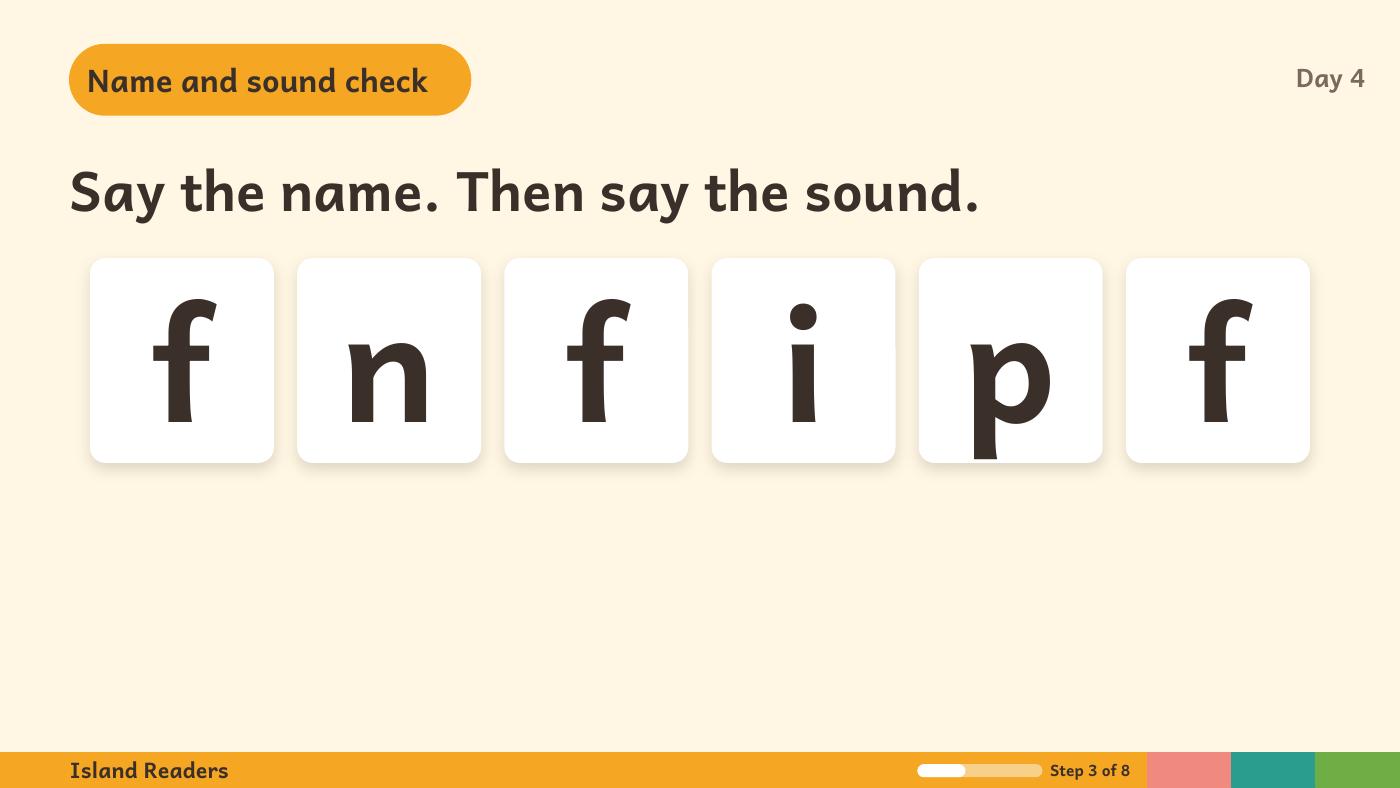 Name and sound check
Day 4
Say the name. Then say the sound.
f n f i p f
Island Readers
Step 3 of 8